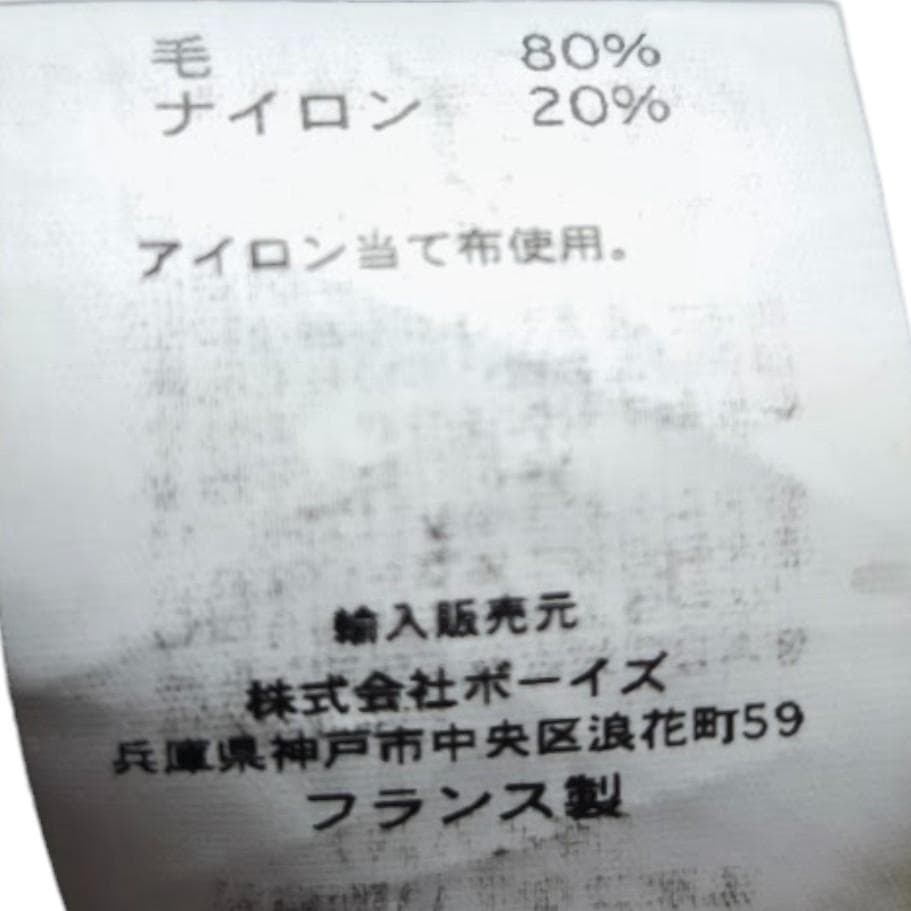 毛 80%
ナイロン 20%
アイロン当て布使用。
輸入販売元
株式会社ボーイズ
兵庫県神戸市中央区浪花町59
フランス製